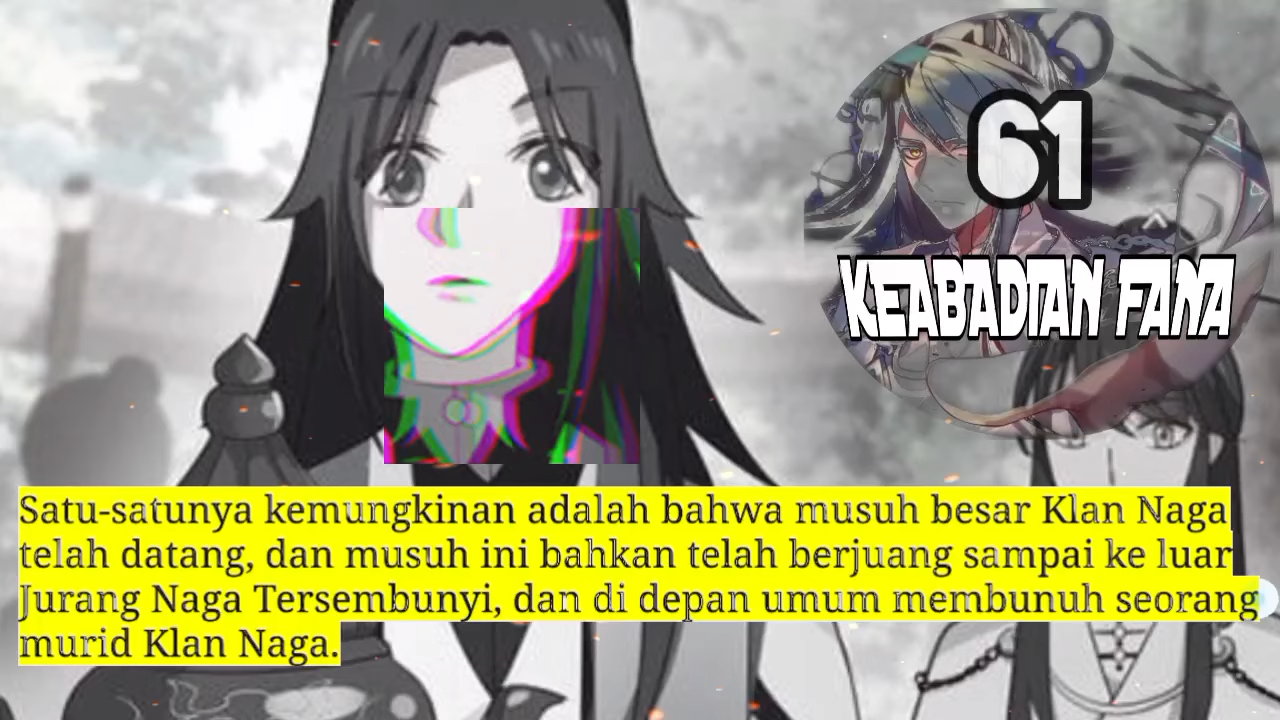 61
KEABADIAN FANA
Satu-satunya kemungkinan adalah bahwa musuh besar Klan Naga
telah datang, dan musuh ini bahkan telah berjuang sampai ke luar
Jurang Naga Tersembunyi, dan di depan umum membunuh seorang
murid Klan Naga.